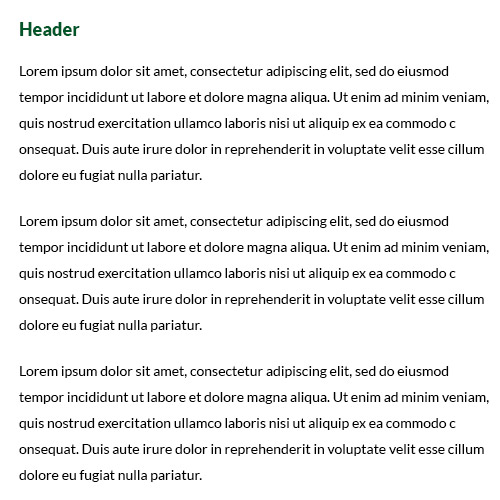 Header
Lorem ipsum dolor sit amet, consectetur adipiscing elit, sed do eiusmod
tempor incididunt ut labore et dolore magna aliqua. Ut enim ad minim veniam,
quis nostrud exercitation ullamco laboris nisi ut aliquip ex ea commodo c
onsequat. Duis aute irure dolor in reprehenderit in voluptate velit esse cillum
dolore eu fugiat nulla pariatur.
Lorem ipsum dolor sit amet, consectetur adipiscing elit, sed do eiusmod
tempor incididunt ut labore et dolore magna aliqua. Ut enim ad minim veniam,
quis nostrud exercitation ullamco laboris nisi ut aliquip ex ea commodo c
onsequat. Duis aute irure dolor in reprehenderit in voluptate velit esse cillum
dolore eu fugiat nulla pariatur.
Lorem ipsum dolor sit amet, consectetur adipiscing elit, sed do eiusmod
tempor incididunt ut labore et dolore magna aliqua. Ut enim ad minim veniam,
quis nostrud exercitation ullamco laboris nisi ut aliquip ex ea commodo c
onsequat. Duis aute irure dolor in reprehenderit in voluptate velit esse cillum
dolore eu fugiat nulla pariatur.